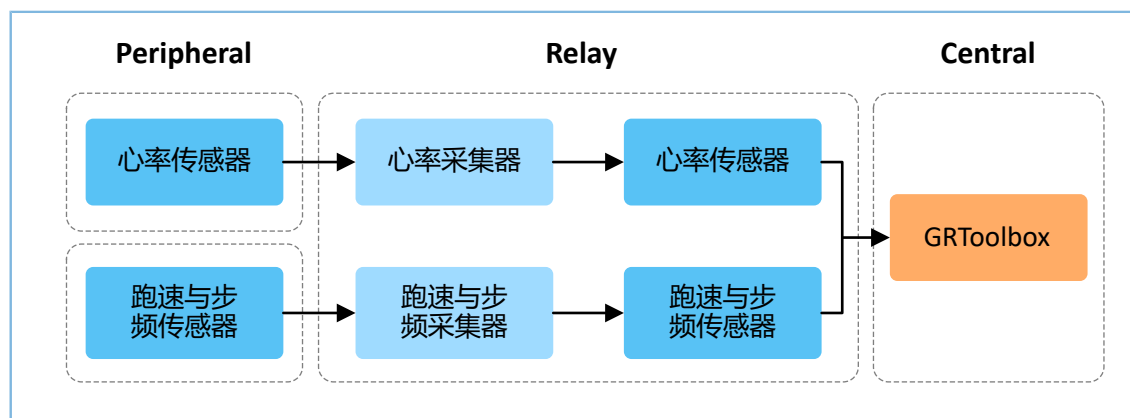 Peripheral
Relay
Central
心率传感器
心率采集器
心率传感器
GRToolbox
跑速与步
频传感器
跑速与步
频采集器
跑速与步
频传感器